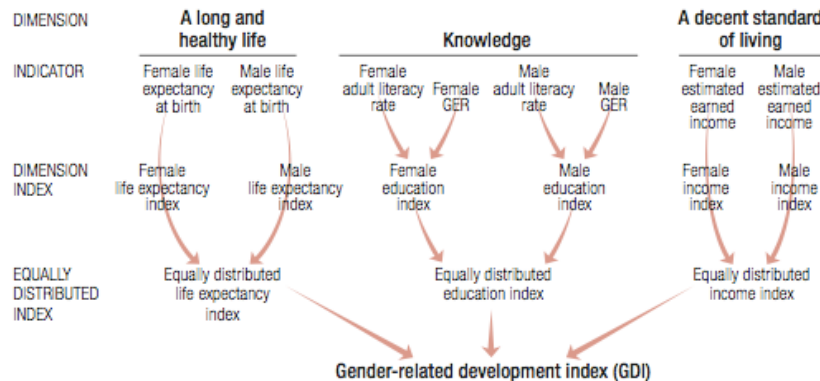 DIMENSION
A long and
healthy life
Knowledge
A decent standard
of living
INDICATOR
Female life
expectancy
at birth
Male life
expectancy
at birth
Female
adult literacy
rate
Female
GER
Male
adult literacy
rate
Male
GER
Female
estimated
earned
income
Male
estimated
earned
income
DIMENSION
INDEX
Female
life expectancy
index
Male
life expectancy
index
Female
education
index
Male
education
index
Female
income
index
Male
income
index
EQUALLY
DISTRIBUTED
INDEX
Equally distributed
life expectancy
index
Equally distributed
education index
Equally distributed
income index
Gender-related development index (GDI)